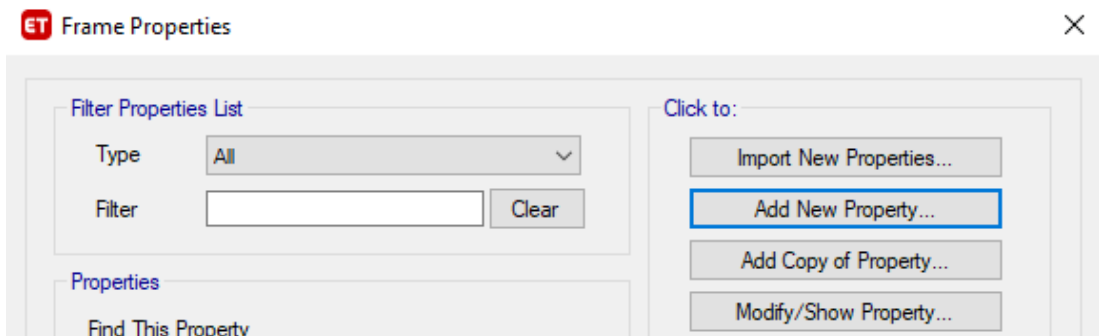 ET Frame Properties
Filter Properties List
Type All
Filter Clear
Properties
Find This Property
Click to:
Import New Properties...
Add New Property...
Add Copy of Property...
Modify/Show Property...